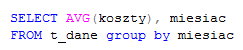 SELECT AVG(koszty), miesiac
FROM t_dane group by miesiac